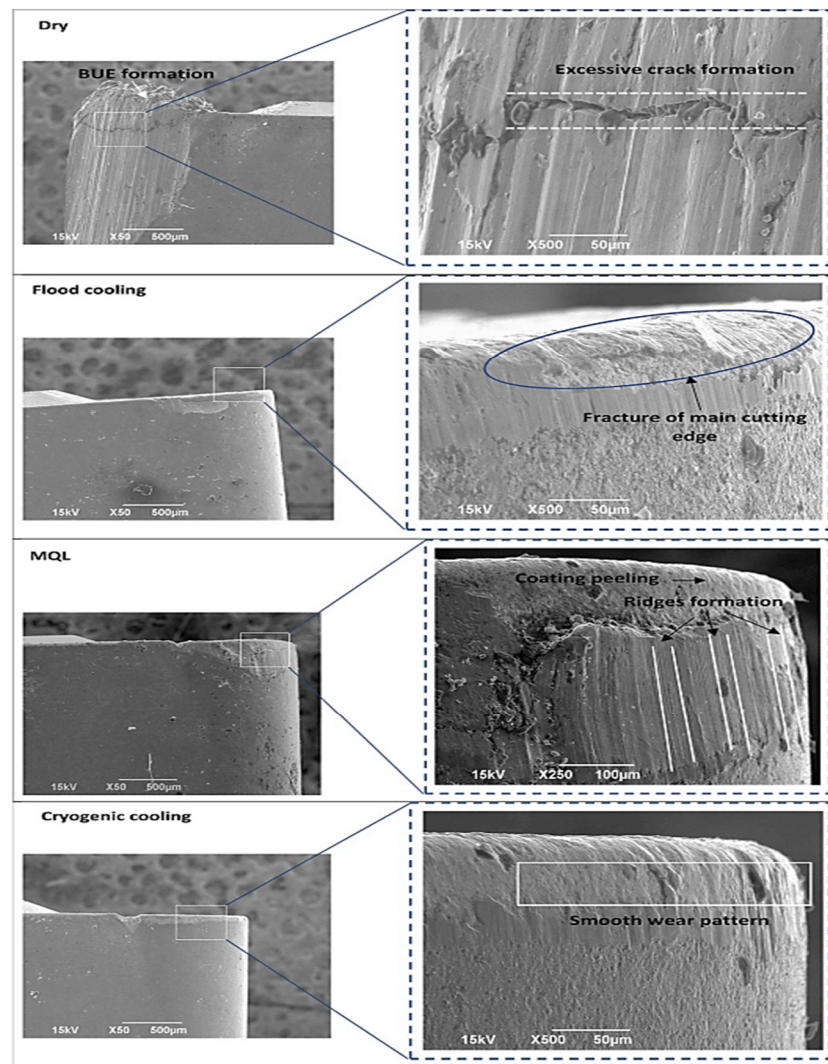 Dry
BUE formation
15kV X50 500µm
Excessive crack formation
15kV X500 50µm
Flood cooling
15kV X50 500µm
Fracture of main cutting
edge
15kV X500 50µm
MQL
15kV X50 500µm
Coating peeling
Ridges formation
15kV X250 100µm
Cryogenic cooling
15kV X50 500µm
Smooth wear pattern
15kV X500 50µm